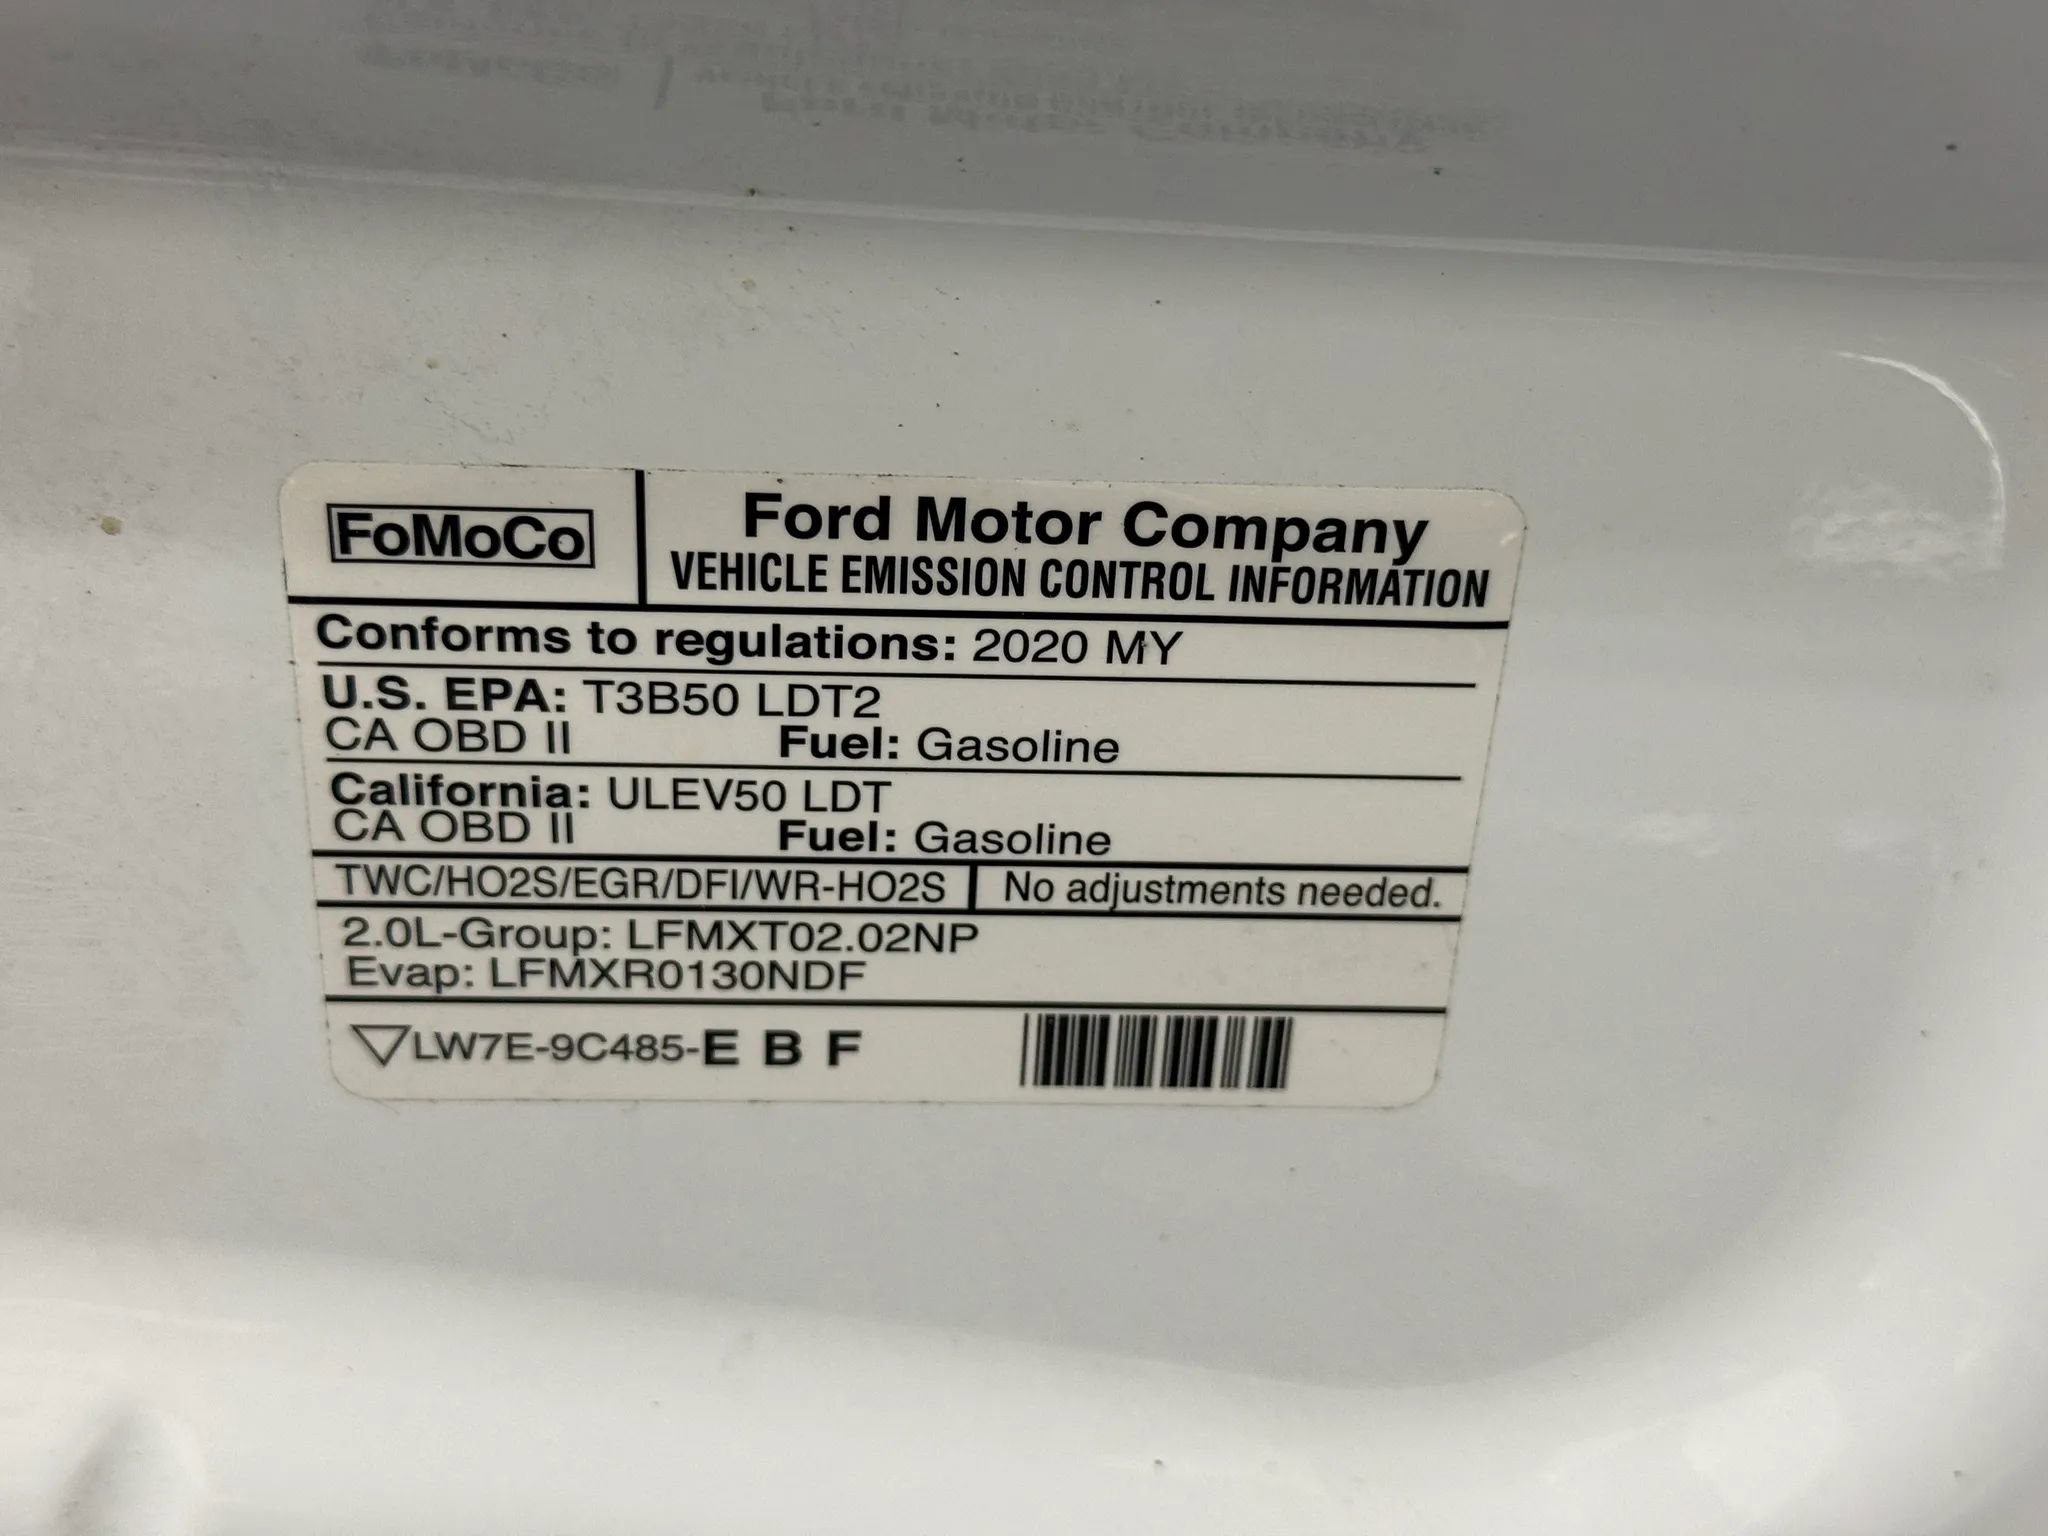 FoMoCo
Ford Motor Company
VEHICLE EMISSION CONTROL INFORMATION
Conforms to regulations: 2020 MY
U.S. EPA: T3B50 LDT2
CA OBD II Fuel: Gasoline
California: ULEV50 LDT
CA OBD II Fuel: Gasoline
TWC/HO2S/EGR/DFI/WR-HO2S No adjustments needed.
2.0L-Group: LFMXT02.02NP
Evap: LFMXR0130NDF
LW7E-9C485-E B F